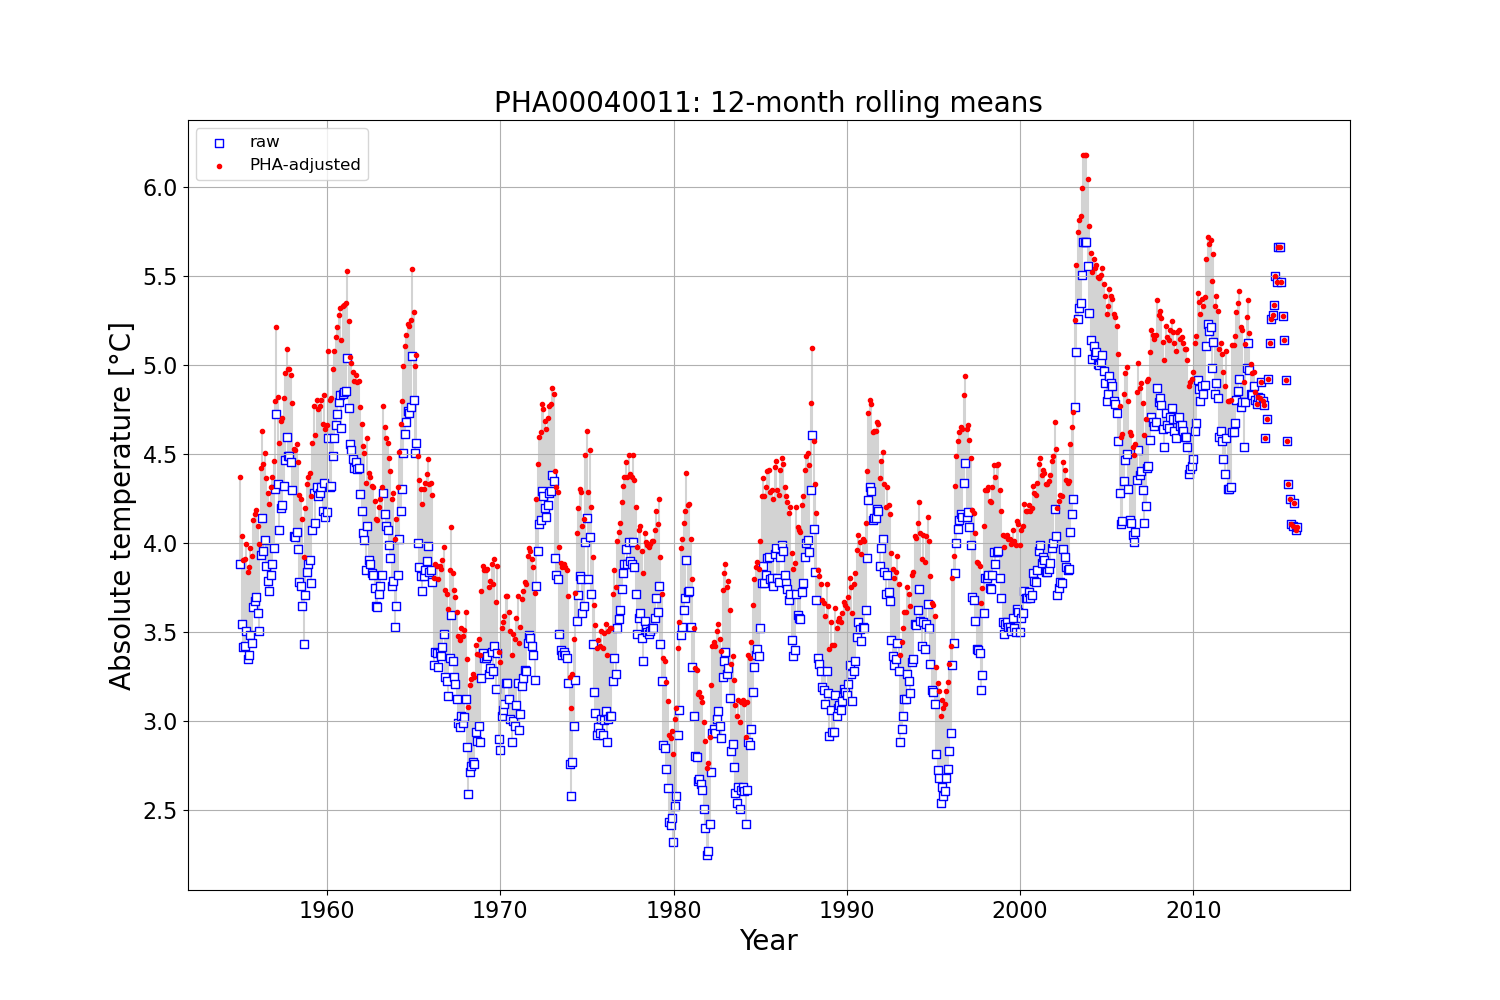 PHA00040011: 12-month rolling means
raw
PHA-adjusted
Absolute temperature [°C]
6.0
5.5
5.0
4.5
4.0
3.5
3.0
2.5
1960
1970
1980
1990
2000
2010
Year